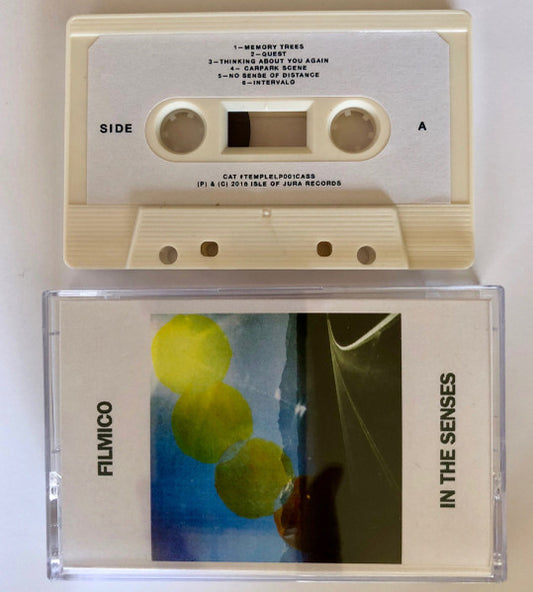 1-MEMORY TREES
2-QUEST
3-THINKING ABOUT YOU AGAIN
4- CARPARK SCENE
5-NO SENSE OF DISTANCE
6-INTERVALO
SIDE A
CAT #TEMPLELP001CASS
(P) & (C) 2018 ISLE OF JURA RECORDS
FILMICO
IN THE SENSES